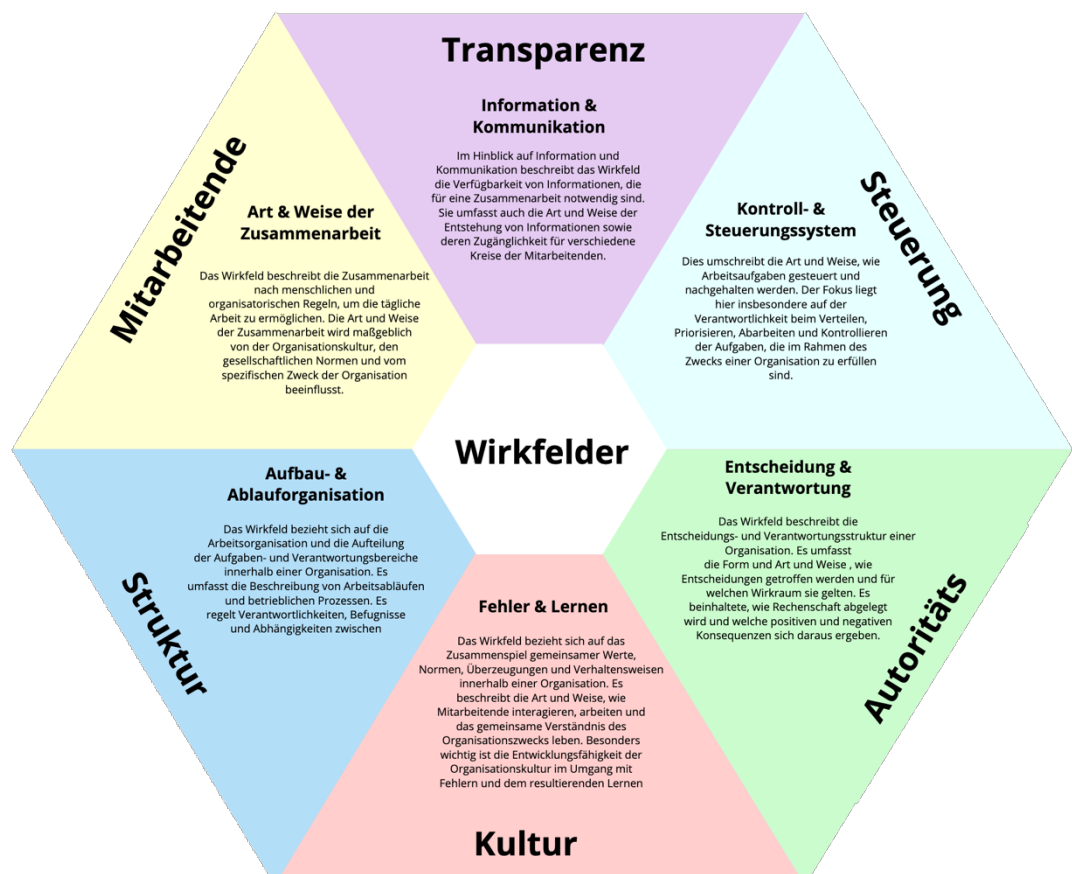 Transparenz
Information &
Kommunikation
Im Hinblick auf Information und
Kommunikation beschreibt das Wirkfeld
die Verfügbarkeit von Informationen, die
für eine Zusammenarbeit notwendig sind.
Sie umfasst auch die Art und Weise der
Entstehung von Informationen sowie
deren Zugänglichkeit für verschiedene
Kreise der Mitarbeitenden.
Steuerung
Kontroll- &
Steuerungssystem
Dies umschreibt die Art und Weise, wie
Arbeitsaufgaben gesteuert und
nachgehalten werden. Der Fokus liegt
hier insbesondere auf der
Verantwortlichkeit beim Verteilen,
Priorisieren, Abarbeiten und Kontrollieren
der Aufgaben, die im Rahmen des
Zwecks einer Organisation zu erfüllen
sind.
Autoritäts
Entscheidung &
Verantwortung
Das Wirkfeld beschreibt die
Entscheidungs- und Verantwortungsstruktur einer
Organisation. Es umfasst
die Form und Art und Weise , wie
Entscheidungen getroffen werden und für
welchen Wirkraum sie gelten. Es
beinhaltete, wie Rechenschaft abgelegt
wird und welche positiven und negativen
Konsequenzen sich daraus ergeben.
Kultur
Fehler & Lernen
Das Wirkfeld bezieht sich auf das
Zusammenspiel gemeinsamer Werte,
Normen, Überzeugungen und Verhaltensweisen
innerhalb einer Organisation. Es
beschreibt die Art und Weise, wie
Mitarbeitende interagieren, arbeiten und
das gemeinsame Verständnis des
Organisationszwecks leben. Besonders
wichtig ist die Entwicklungsfähigkeit der
Organisationskultur im Umgang mit
Fehlern und dem resultierenden Lernen
Struktur
Aufbau- &
Ablauforganisation
Das Wirkfeld bezieht sich auf die
Arbeitsorganisation und die Aufteilung
der Aufgaben- und Verantwortungsbereiche
innerhalb einer Organisation. Es
umfasst die Beschreibung von Arbeitsabläufen
und betrieblichen Prozessen. Es
regelt Verantwortlichkeiten, Befugnisse
und Abhängigkeiten zwischen
Mitarbeitende
Art & Weise der
Zusammenarbeit
Das Wirkfeld beschreibt die Zusammenarbeit
nach menschlichen und
organisatorischen Regeln, um die tägliche
Arbeit zu ermöglichen. Die Art und Weise
der Zusammenarbeit wird maßgeblich
von der Organisationskultur, den
gesellschaftlichen Normen und vom
spezifischen Zweck der Organisation
beeinflusst.
Wirkfelder